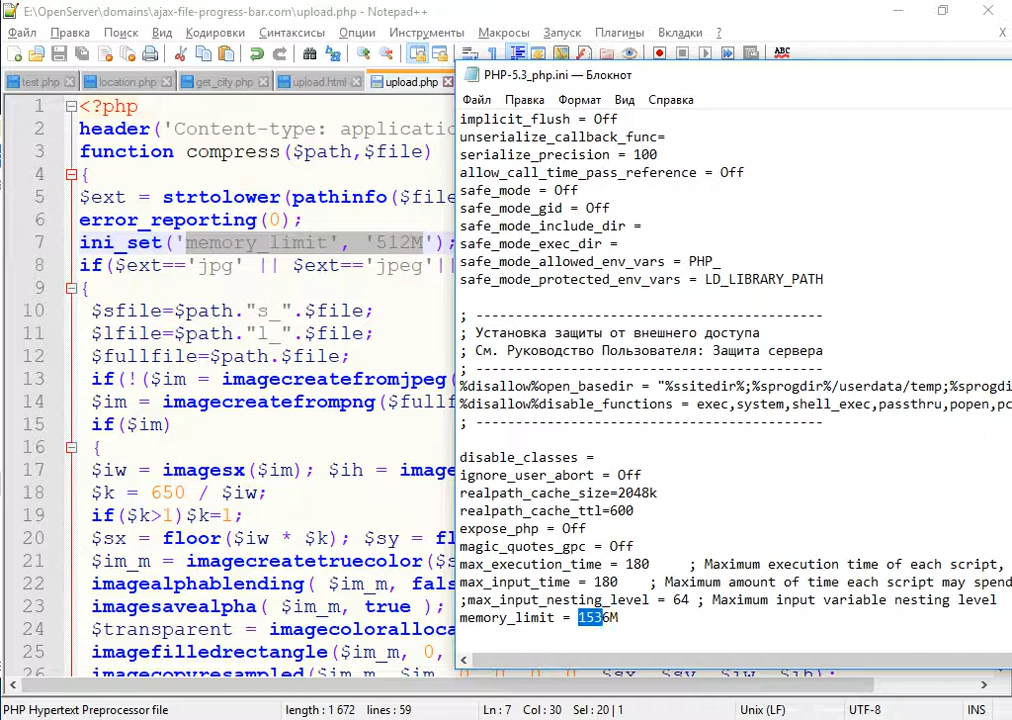 E:\OpenServer\domains\ajax-file-progress-bar.com\upload.php - Notepad++
Файл Правка Поиск Вид Кодировки Синтаксисы Опции Инструменты Макросы Запуск Плагины Вкладки ?
X
ABC
test.php
location.php
get_city.php
upload.html
upload.php
1 <?php
2 header('Content-type: applicatio
3 function compress($path,$file)
4 {
5 $ext = strtolower(pathinfo($file
6 error_reporting(0);
7 ini_set('memory_limit', '512M');
8 if($ext=='jpg' || $ext=='jpeg'||
9 {
10 $sfile=$path."s_".$file;
11 $lfile=$path."l_".$file;
12 $fullfile=$path.$file;
13 if(!($im = imagecreatefromjpeg(
14 $im = imagecreatefrompng($fullf
15 if($im)
16 {
17 $iw = imagesx($im); $ih = image
18 $k = 650 / $iw;
19 if($k>1)$k=1;
20 $sx = floor($iw * $k); $sy = fl
21 $im_m = imagecreatetruecolor($s
22 imagealphablending( $im_m, fals
23 imagesavealpha( $im_m, true );
24 $transparent = imagecolorallo
25 imagefilledrectangle($im_m, 0,
26 imagecopyresampled($im_m, $im, $sx, $sy, $iw, $ih);
PHP-5.3_php.ini — Блокнот
Файл Правка Формат Вид Справка
implicit_flush = Off
unserialize_callback_func=
serialize_precision = 100
allow_call_time_pass_reference = Off
safe_mode = Off
safe_mode_gid = Off
safe_mode_include_dir =
safe_mode_exec_dir =
safe_mode_allowed_env_vars = PHP_
safe_mode_protected_env_vars = LD_LIBRARY_PATH
; -----------------------------------------
; Установка защиты от внешнего доступа
; См. Руководство Пользователя: Защита сервера
; -----------------------------------------
%disallow%open_basedir = "%ssitedir%;%sprogdir%/userdata/temp;%sprogdi
%disallow%disable_functions = exec,system,shell_exec,passthru,popen,pc
; -----------------------------------------
disable_classes =
ignore_user_abort = Off
realpath_cache_size=2048k
realpath_cache_ttl=600
expose_php = Off
magic_quotes_gpc = Off
max_execution_time = 180 ; Maximum execution time of each script,
max_input_time = 180 ; Maximum amount of time each script may spend
;max_input_nesting_level = 64 ; Maximum input variable nesting level
memory_limit = 1536M
PHP Hypertext Preprocessor file length : 1 672 lines : 59 Ln : 7 Col : 30 Sel : 20 | 1 Unix (LF) UTF-8 INS